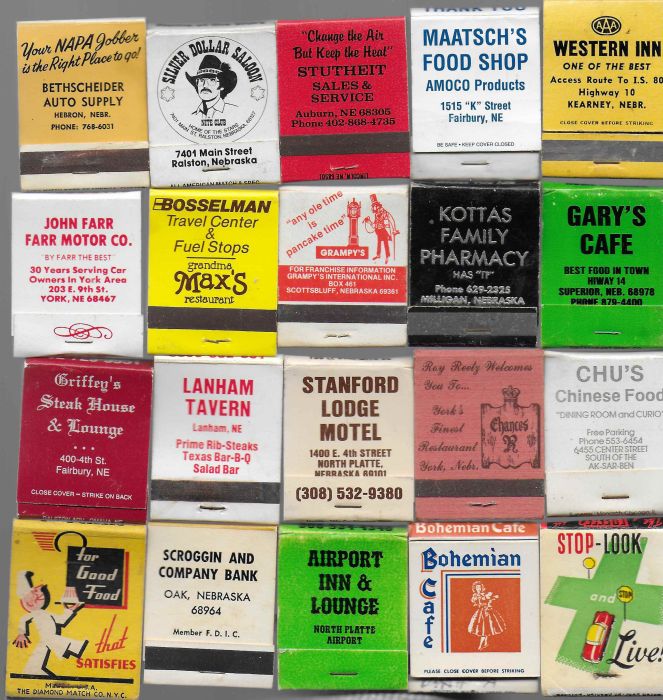 Your NAPA Jobber
is the Right Place to go!
BETHSCHEIDER
AUTO SUPPLY
HEBRON, NEBR.
PHONE: 768-6031
SILVER DOLLAR SALOON
HOME OF THE STARS
NITE CLUB
7401 Main Street
Ralston, Nebraska
"Change the Air
But Keep the Heat"
STUTHEIT
SALES &
SERVICE
Auburn, NE 68305
Phone 402-868-4735
THANK YOU
MAATSCH'S
FOOD SHOP
AMOCO Products
1515 "K" Street
Fairbury, NE
BE SAFE • KEEP COVER CLOSED
AAA
WESTERN INN
ONE OF THE BEST
Access Route To I.S. 80
Highway 10
KEARNEY, NEBR.
CLOSE COVER BEFORE STRIKING
JOHN FARR
FARR MOTOR CO.
"BY FARR THE BEST"
30 Years Serving Car
Owners In York Area
203 E. 9th St.
YORK, NE 68467
BOSSELMAN
Travel Center
&
Fuel Stops
grandma
Max's
restaurant
"any ole time
is
pancake time"
GRAMPY'S
FOR FRANCHISE INFORMATION
GRAMPY'S INTERNATIONAL INC.
BOX 461
SCOTTSBLUFF, NEBRASKA 69361
KOTTAS
FAMILY
PHARMACY
HAS "IT"
Phone 629-2325
MILLIGAN, NEBRASKA
GARY'S
CAFE
BEST FOOD IN TOWN
HIWAY 14
SUPERIOR, NEB. 68978
PHONE 879-4400
Griffey's
Steak House
& Lounge
400-4th St.
Fairbury, NE
CLOSE COVER – STRIKE ON BACK
LANHAM
TAVERN
Lanham, NE
Prime Rib-Steaks
Texas Bar-B-Q
Salad Bar
STANFORD
LODGE
MOTEL
1400 E. 4th STREET
NORTH PLATTE,
NEBRASKA 69101
(308) 532-9380
Ray Reetz Welcomes
You To...
York's
Finest
Restaurant
York, Nebr.
Chances
R
CHU'S
Chinese Food
"DINING ROOM and CURIO"
Free Parking
Phone 553-6454
6455 CENTER STREET
SOUTH OF THE
AK-SAR-BEN
for
Good
Food
that
SATISFIES
THE DIAMOND MATCH CO. N.Y.C.
SCROGGIN AND
COMPANY BANK
OAK, NEBRASKA
68964
Member F. D. I. C.
AIRPORT
INN &
LOUNGE
NORTH PLATTE
AIRPORT
Bohemian Cafe
Bohemian
Cafe
PLEASE CLOSE COVER BEFORE STRIKING
STOP-LOOK
and
STOP
Live!